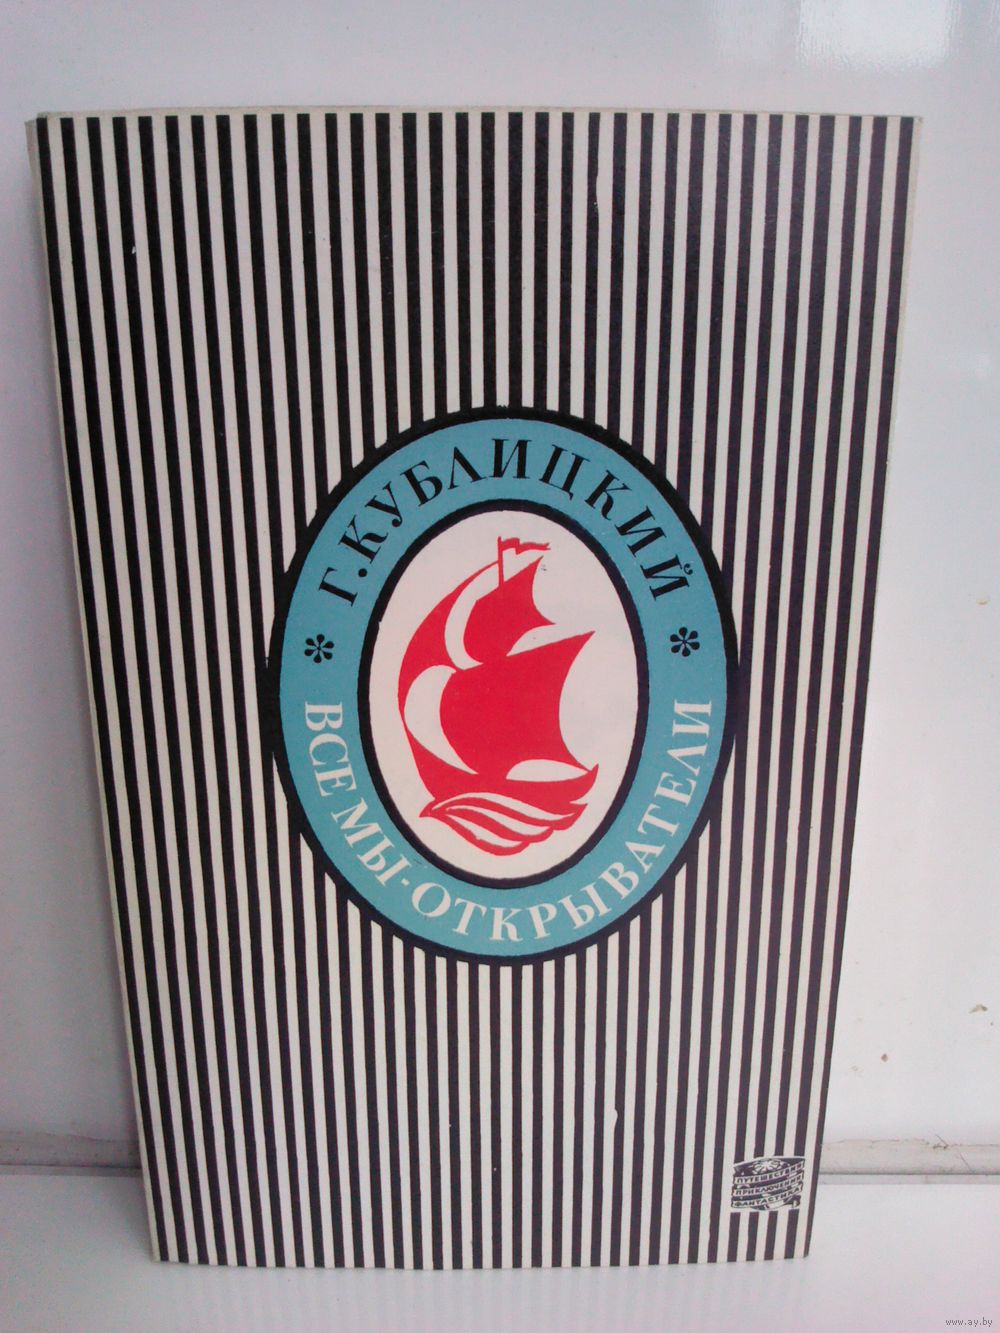 Г. КУБЛИЦКИЙ
ВСЕ МЫ-ОТКРЫВАТЕЛИ
ПУТЕШЕСТВИЯ
ПРИКЛЮЧЕНИЯ
ФАНТАСТИКА
www.ay.by